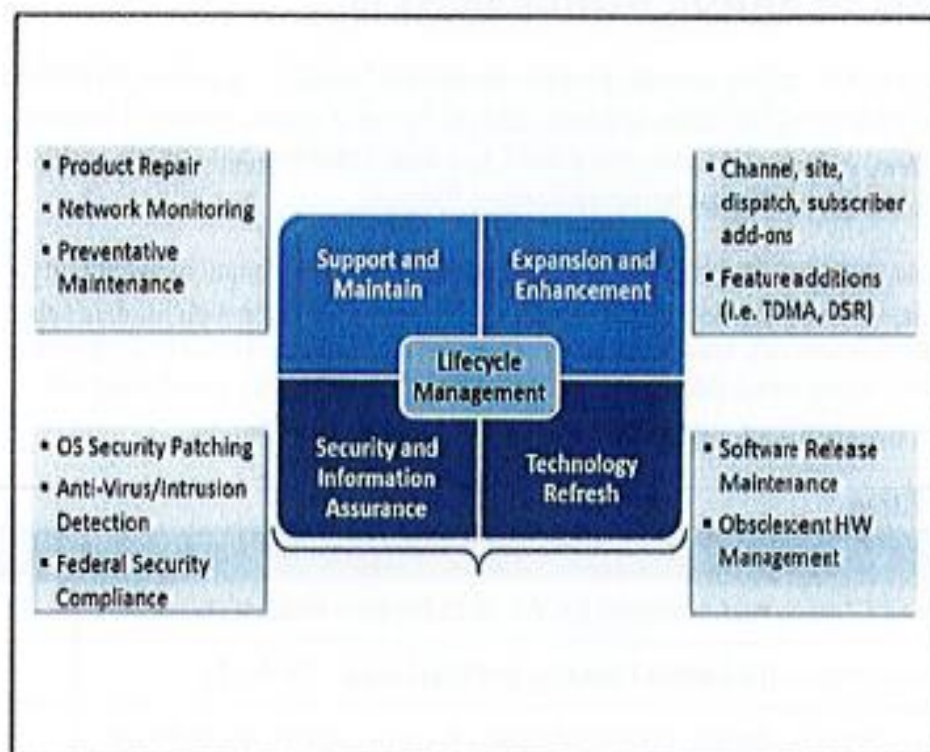 ▪ Product Repair
▪ Network Monitoring
▪ Preventative
Maintenance
Support and
Maintain
Expansion and
Enhancement
▪ Channel, site,
dispatch, subscriber
add-ons
▪ Feature additions
(i.e. TDMA, DSR)
Lifecycle
Management
▪ OS Security Patching
▪ Anti-Virus/Intrusion
Detection
▪ Federal Security
Compliance
Security and
Information
Assurance
Technology
Refresh
▪ Software Release
Maintenance
▪ Obsolescent HW
Management